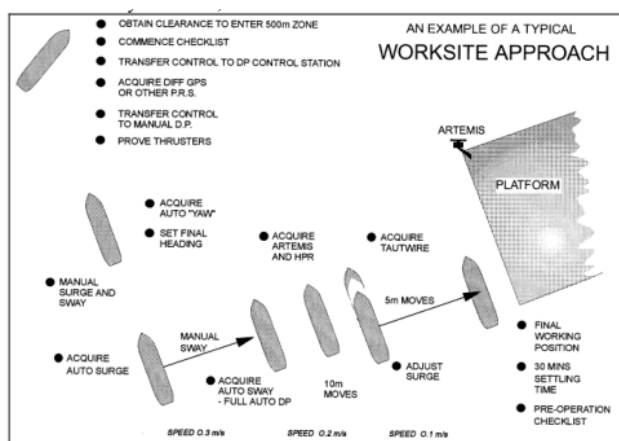 OBTAIN CLEARANCE TO ENTER 500m ZONE
COMMENCE CHECKLIST
TRANSFER CONTROL TO DP CONTROL STATION
ACQUIRE DIFF GPS
OR OTHER P.R.S.
TRANSFER CONTROL
TO MANUAL D.P.
PROVE THRUSTERS
AN EXAMPLE OF A TYPICAL
WORKSITE APPROACH
ARTEMIS
PLATFORM
ACQUIRE
AUTO "YAW"
SET FINAL
HEADING
ACQUIRE
ARTEMIS
AND HPR
ACQUIRE
TAUTWIRE
MANUAL
SURGE AND
SWAY
MANUAL
SWAY
5m MOVES
ACQUIRE
AUTO SURGE
ACQUIRE
AUTO SWAY
- FULL AUTO DP
10m
MOVES
ADJUST
SURGE
FINAL
WORKING
POSITION
30 MINS
SETTLING
TIME
PRE-OPERATION
CHECKLIST
SPEED 0.3 m/s
SPEED 0.2 m/s
SPEED 0.1 m/s